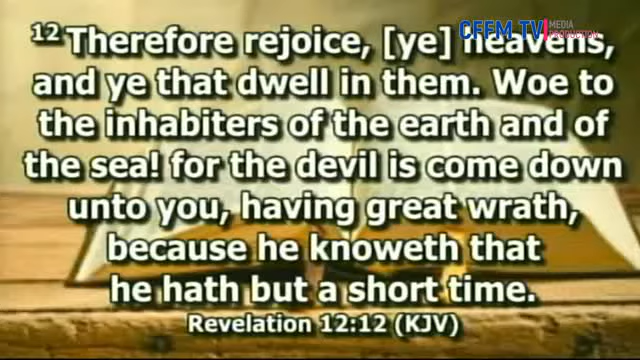 CFFM TV MEDIA PRODUCTION
12 Therefore rejoice, [ye] heavens,
and ye that dwell in them. Woe to
the inhabiters of the earth and of
the sea! for the devil is come down
unto you, having great wrath,
because he knoweth that
he hath but a short time.
Revelation 12:12 (KJV)